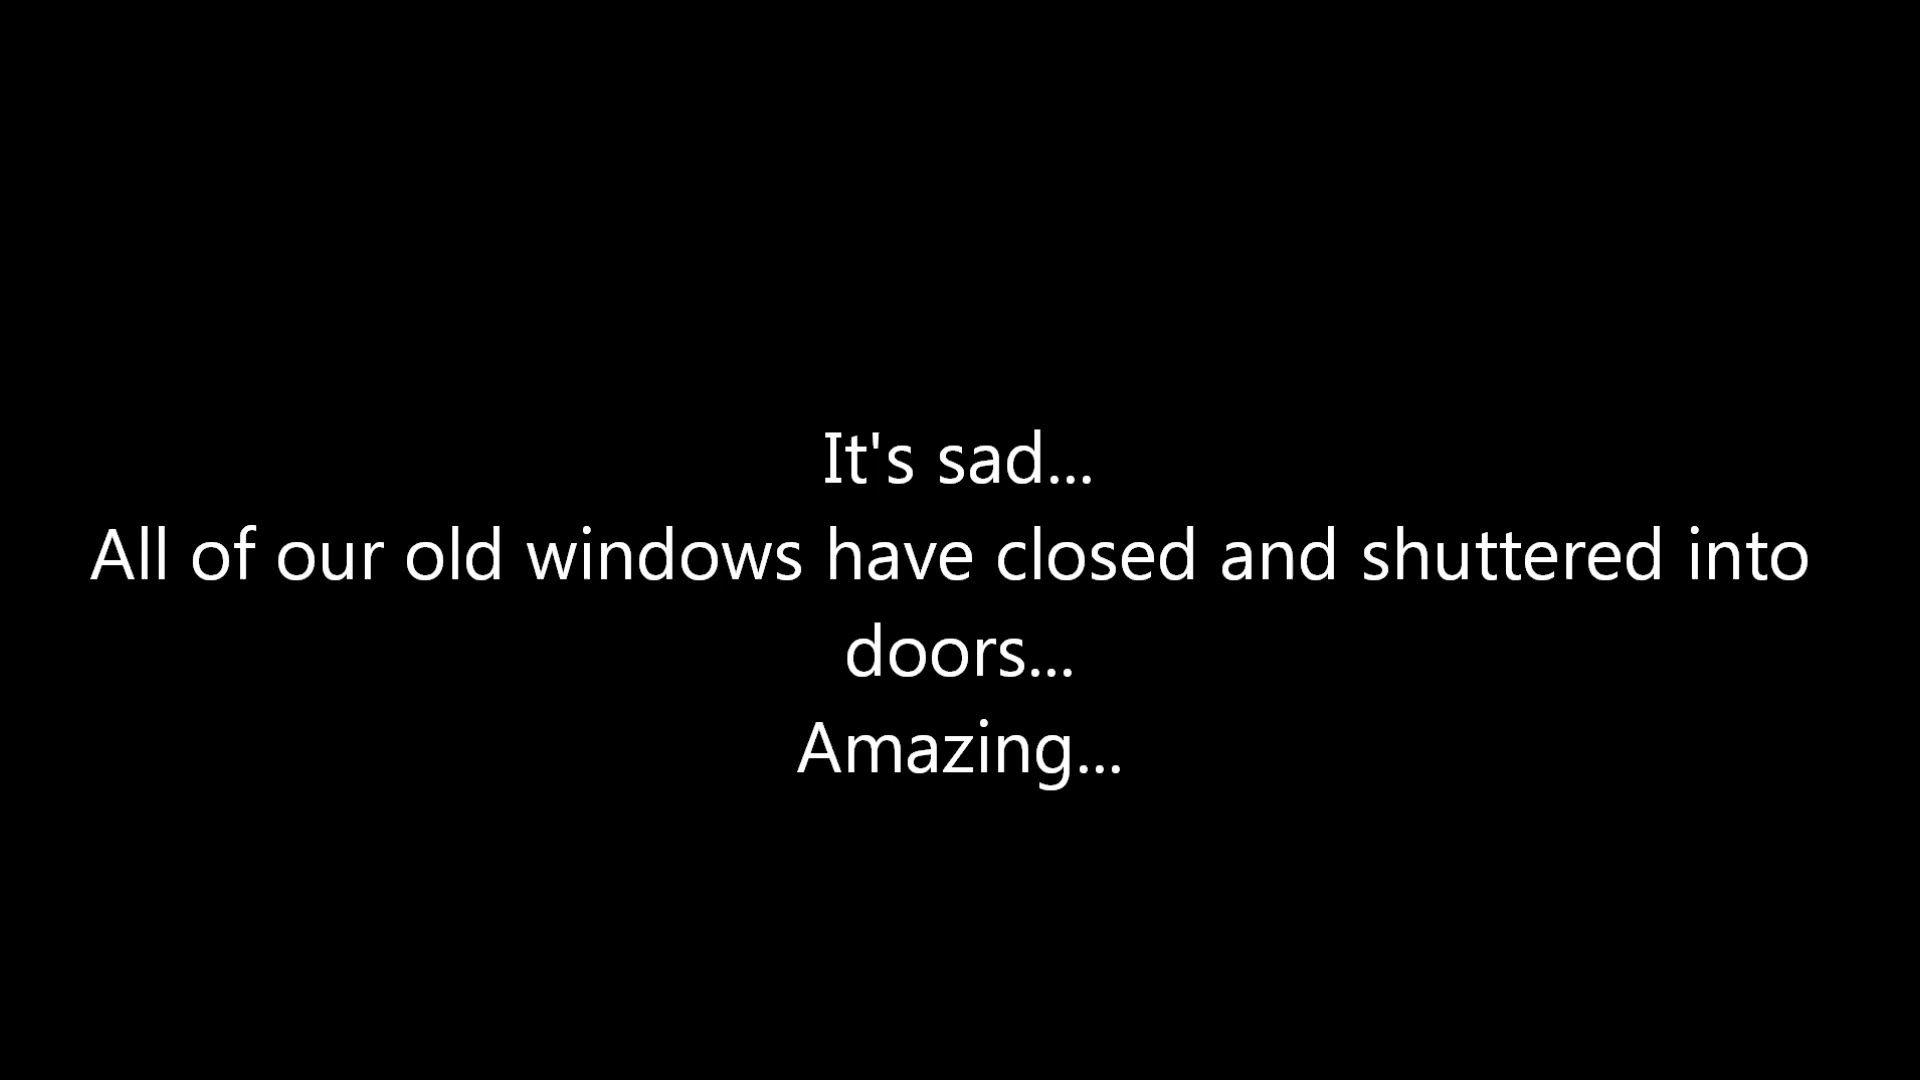 It's sad...
All of our old windows have closed and shuttered into
doors...
Amazing...